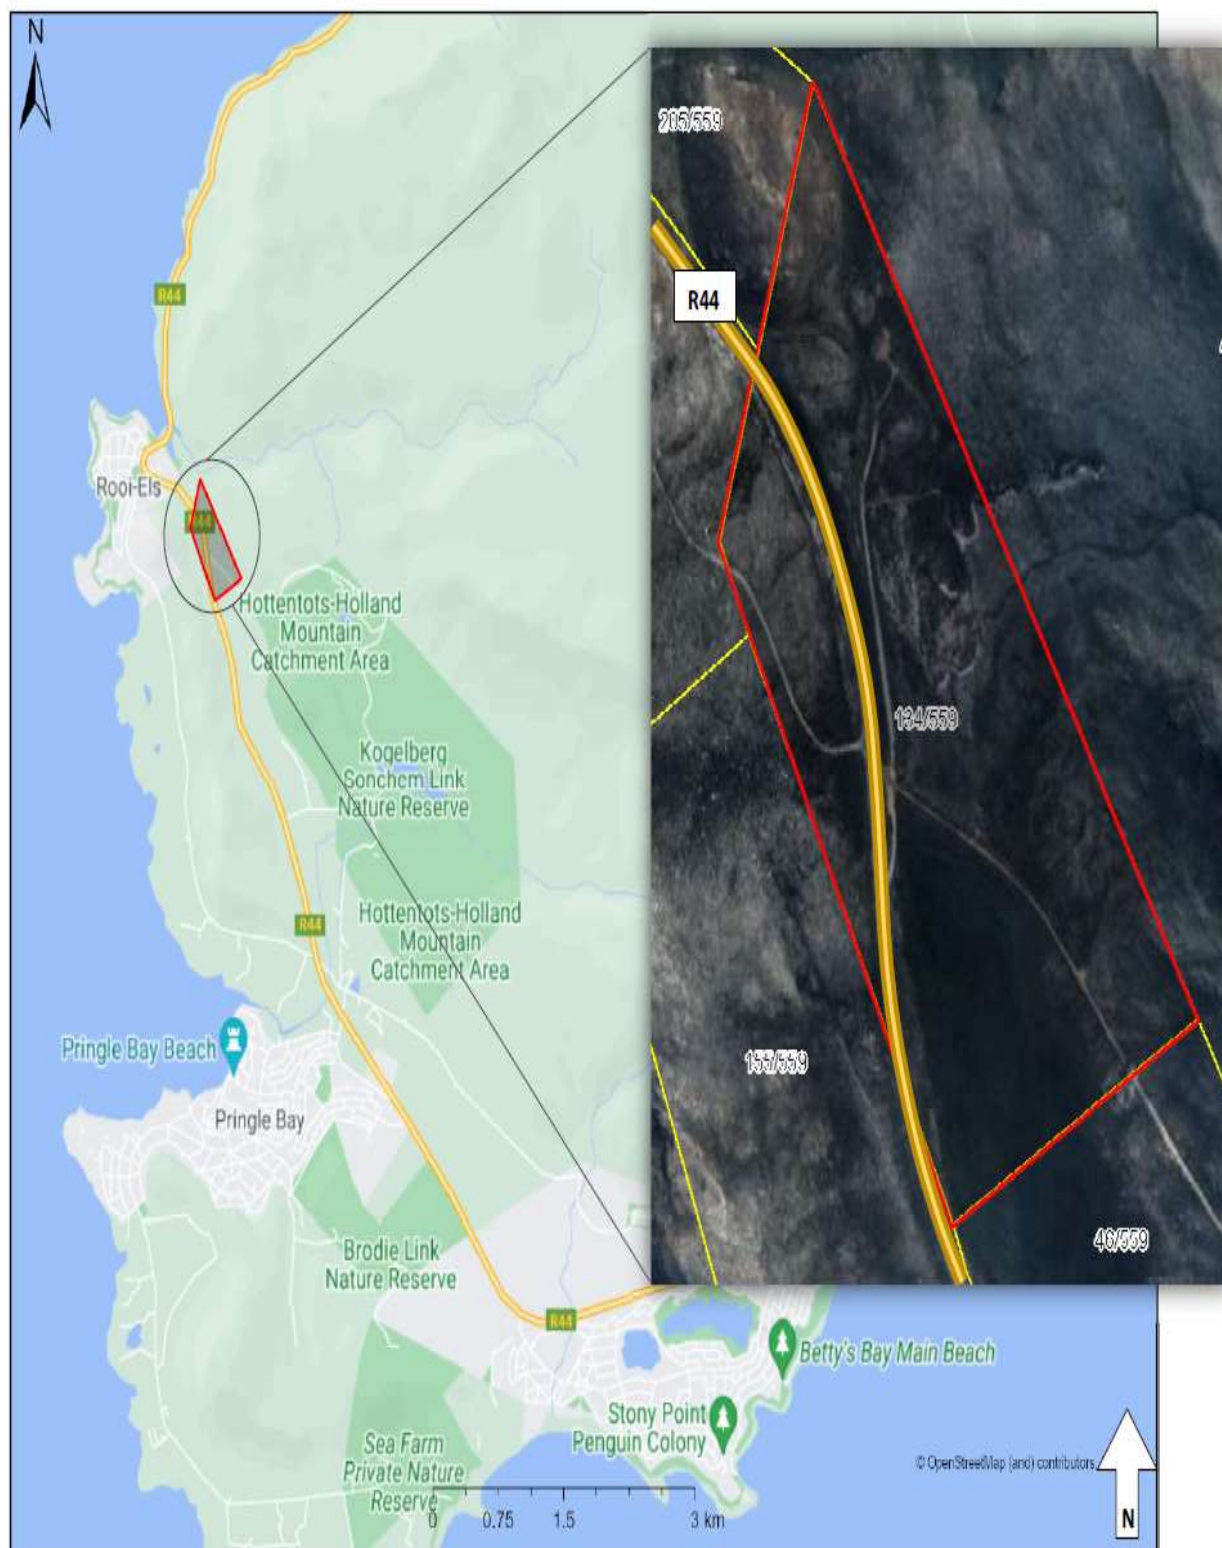 N
205/559
R44
R44
Rooi-Els
R44
Hottentots-Holland
Mountain
Catchment Area
134/559
Kogelberg
Sonchem Link
Nature Reserve
Hottentots-Holland
Mountain
Catchment Area
R44
Pringle Bay Beach
155/559
Pringle Bay
46/559
Brodie Link
Nature Reserve
R44
Betty's Bay Main Beach
Stony Point
Penguin Colony
Sea Farm
Private Nature
Reserve
© OpenStreetMap (and) contributors,
0 0.75 1.5 3 km
N